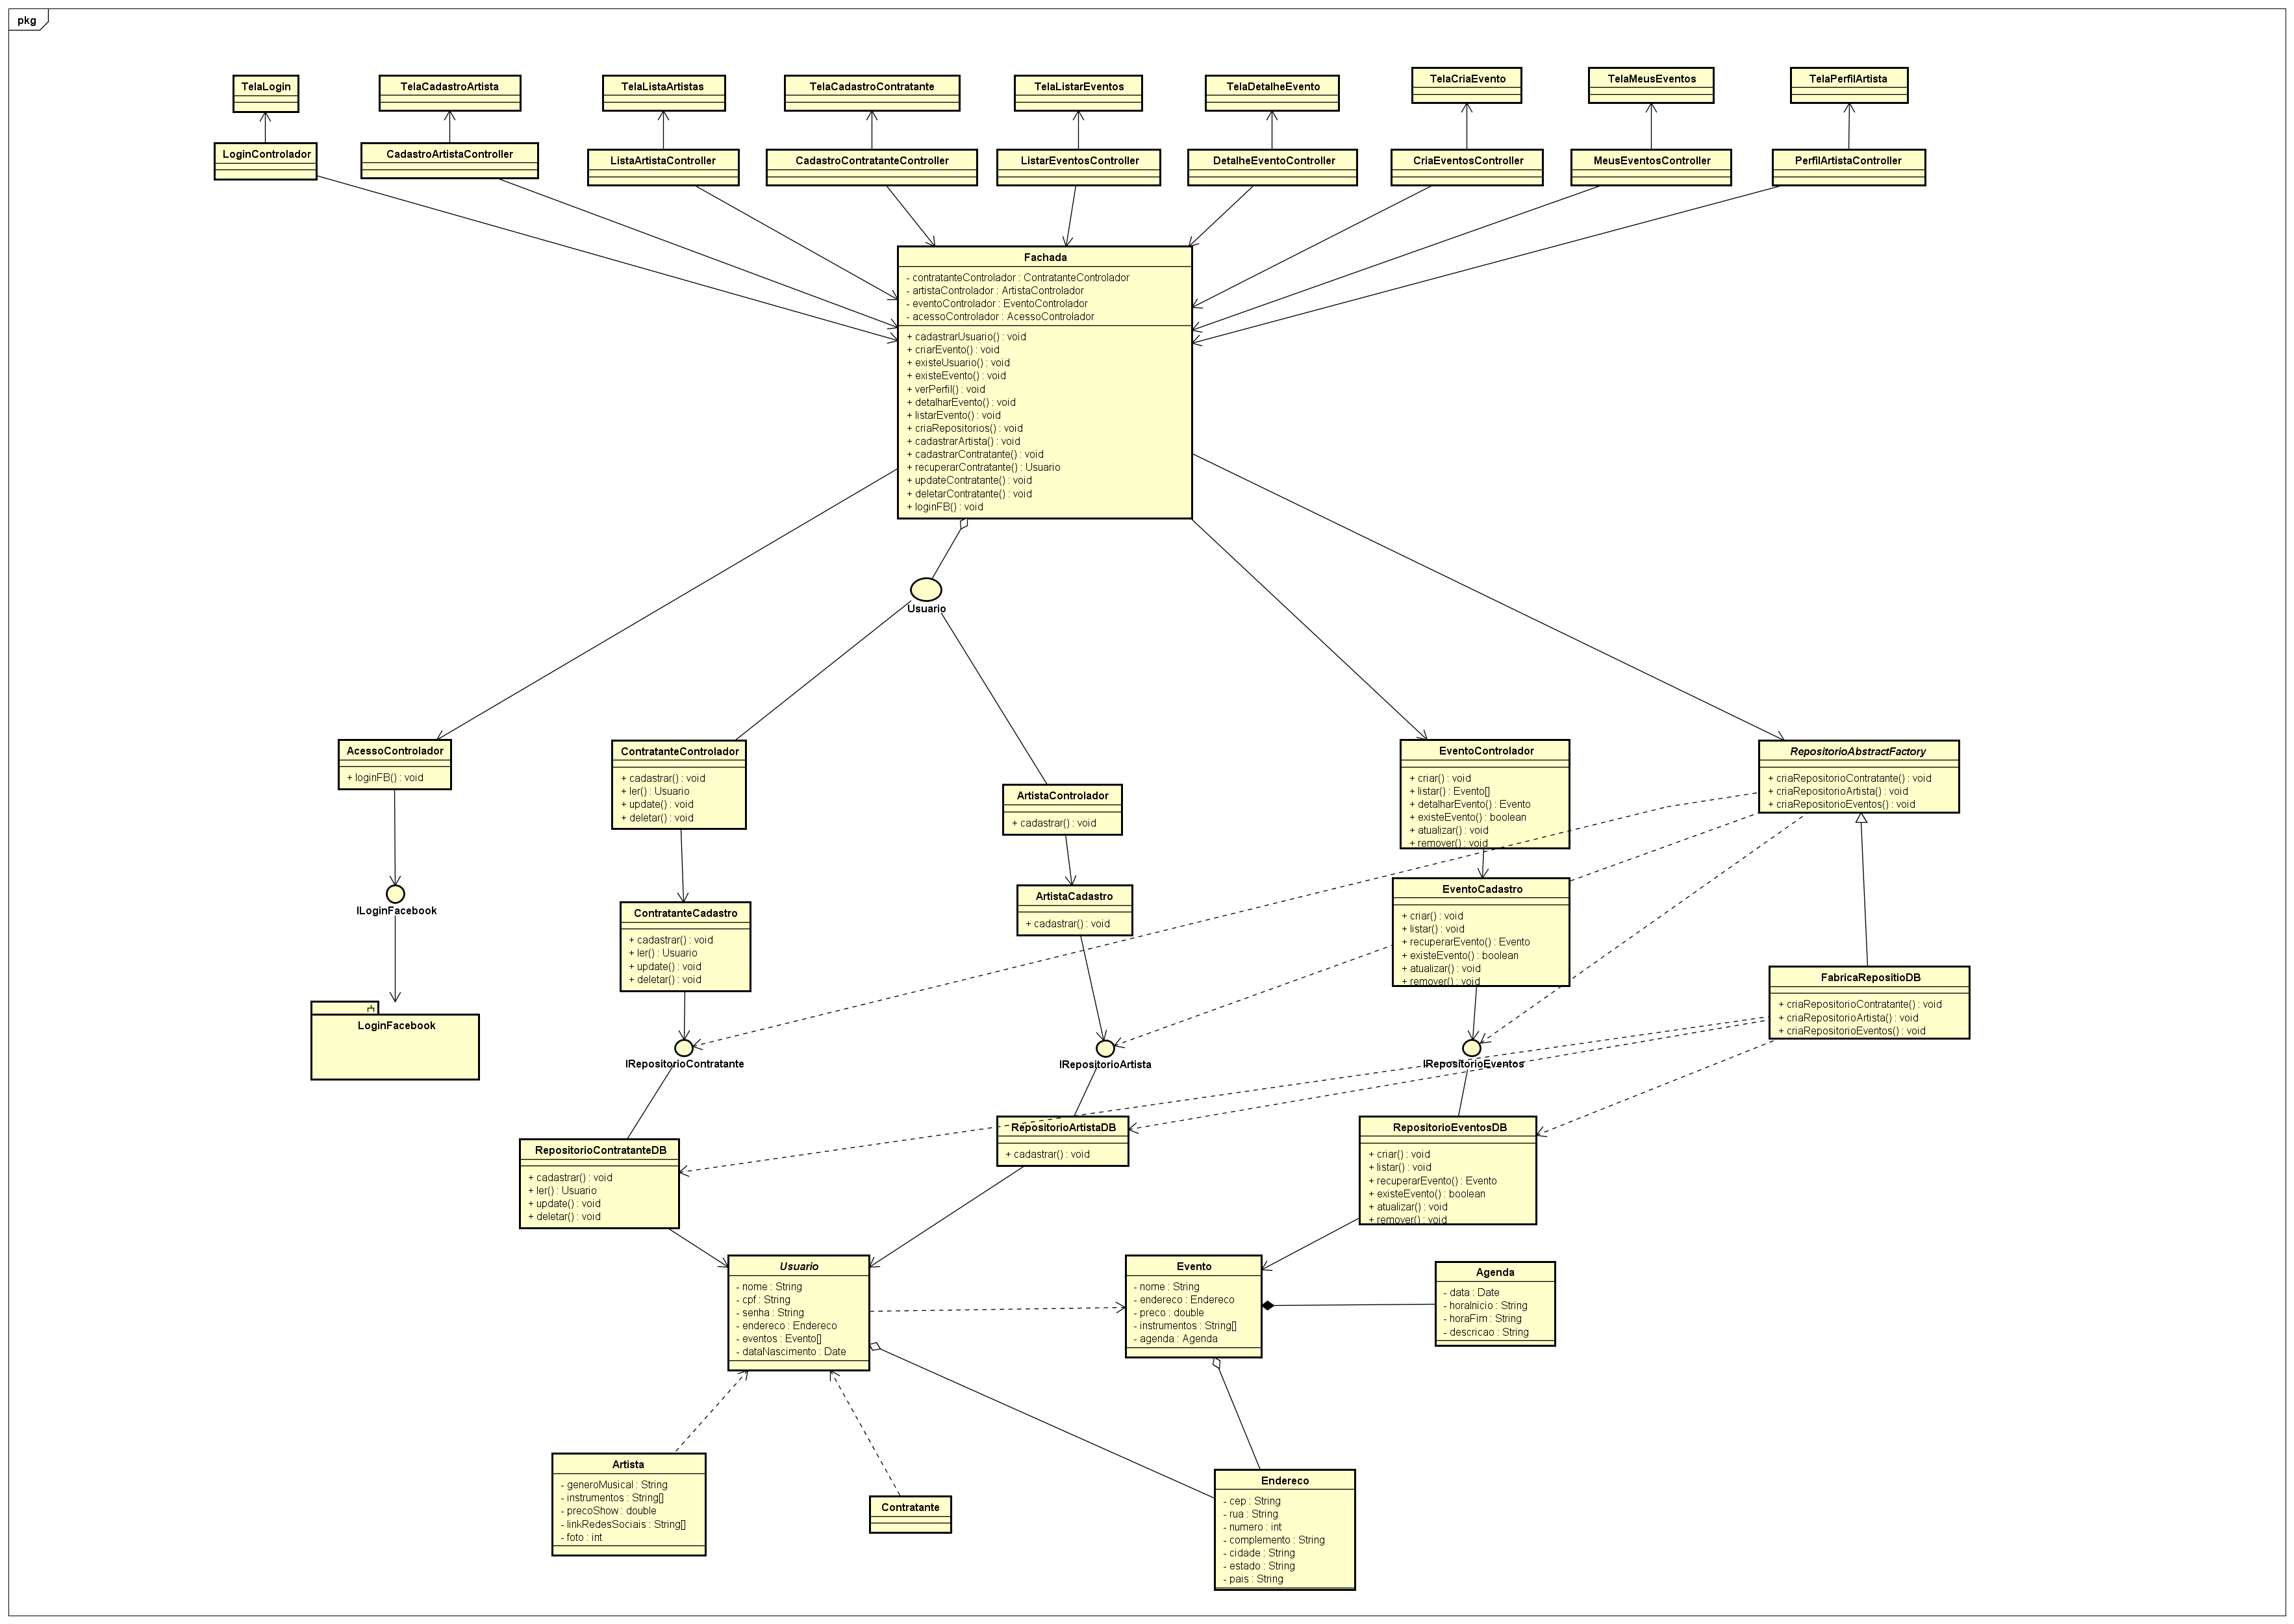 pkg
TelaLogin
TelaCadastroArtista
TelaListaArtistas
TelaCadastroContratante
TelaListarEventos
TelaDetalheEvento
TelaCriaEvento
TelaMeusEventos
TelaPerfilArtista
LoginControlador
CadastroArtistaController
ListaArtistaController
CadastroContratanteController
ListarEventosController
DetalheEventoController
CriaEventosController
MeusEventosController
PerfilArtistaController
Fachada
- contratanteControlador : ContratanteControlador
- artistaControlador : ArtistaControlador
- eventoControlador : EventoControlador
- acessoControlador : AcessoControlador
+ cadastrarUsuario() : void
+ criarEvento() : void
+ existeUsuario() : void
+ existeEvento() : void
+ verPerfil() : void
+ detalharEvento() : void
+ listarEvento() : void
+ criaRepositorios() : void
+ cadastrarArtista() : void
+ cadastrarContratante() : void
+ recuperarContratante() : Usuario
+ updateContratante() : void
+ deletarContratante() : void
+ loginFB() : void
Usuario
AcessoControlador
+ loginFB() : void
ContratanteControlador
+ cadastrar() : void
+ ler() : Usuario
+ update() : void
+ deletar() : void
ArtistaControlador
+ cadastrar() : void
EventoControlador
+ criar() : void
+ listar() : Evento[]
+ detalharEvento() : Evento
+ existeEvento() : boolean
+ atualizar() : void
+ remover() : void
RepositorioAbstractFactory
+ criaRepositorioContratante() : void
+ criaRepositorioArtista() : void
+ criaRepositorioEventos() : void
ILoginFacebook
LoginFacebook
ContratanteCadastro
+ cadastrar() : void
+ ler() : Usuario
+ update() : void
+ deletar() : void
ArtistaCadastro
+ cadastrar() : void
EventoCadastro
+ criar() : void
+ listar() : void
+ recuperarEvento() : Evento
+ existeEvento() : boolean
+ atualizar() : void
+ remover() : void
FabricaRepositioDB
+ criaRepositorioContratante() : void
+ criaRepositorioArtista() : void
+ criaRepositorioEventos() : void
IRepositorioContratante
IRepositorioArtista
IRepositorioEventos
RepositorioContratanteDB
+ cadastrar() : void
+ ler() : Usuario
+ update() : void
+ deletar() : void
RepositorioArtistaDB
+ cadastrar() : void
RepositorioEventosDB
+ criar() : void
+ listar() : void
+ recuperarEvento() : Evento
+ existeEvento() : boolean
+ atualizar() : void
+ remover() : void
Usuario
- nome : String
- cpf : String
- senha : String
- endereco : Endereco
- eventos : Evento[]
- dataNascimento : Date
Evento
- nome : String
- endereco : Endereco
- preco : double
- instrumentos : String[]
- agenda : Agenda
Agenda
- data : Date
- horaInicio : String
- horaFim : String
- descricao : String
Artista
- generoMusical : String
- instrumentos : String[]
- precoShow : double
- linkRedesSociais : String[]
- foto : int
Contratante
Endereco
- cep : String
- rua : String
- numero : int
- complemento : String
- cidade : String
- estado : String
- pais : String